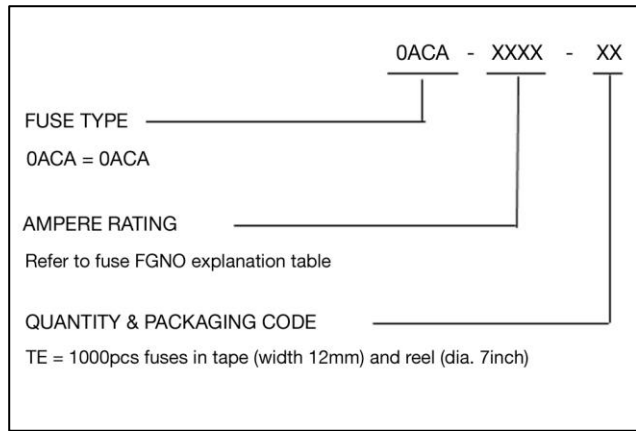 0ACA - XXXX - XX
FUSE TYPE
0ACA = 0ACA
AMPERE RATING
Refer to fuse FGNO explanation table
QUANTITY & PACKAGING CODE
TE = 1000pcs fuses in tape (width 12mm) and reel (dia. 7inch)